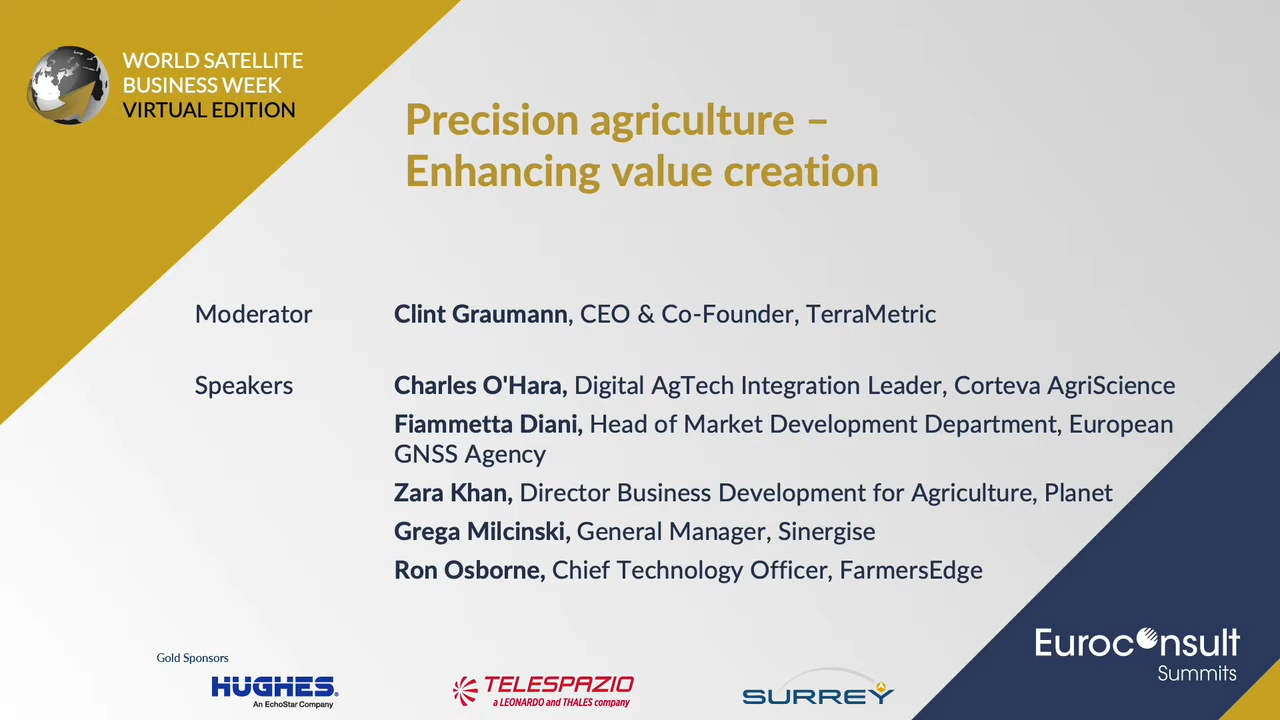 WORLD SATELLITE
BUSINESS WEEK
VIRTUAL EDITION
Precision agriculture –
Enhancing value creation
Moderator
Clint Graumann, CEO & Co-Founder, TerraMetric
Speakers
Charles O'Hara, Digital AgTech Integration Leader, Corteva AgriScience
Fiammetta Diani, Head of Market Development Department, European
GNSS Agency
Zara Khan, Director Business Development for Agriculture, Planet
Grega Milcinski, General Manager, Sinergise
Ron Osborne, Chief Technology Officer, FarmersEdge
Euroconsult
Summits
Gold Sponsors
HUGHES®
An EchoStar Company
TELESPAZIO
a LEONARDO and THALES company
SURREY